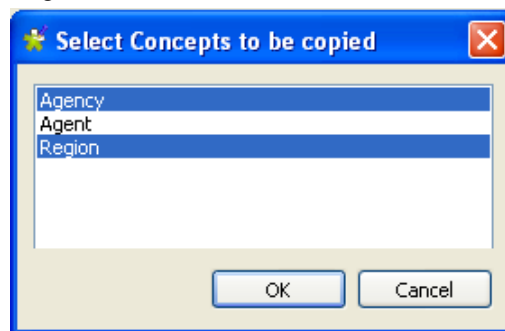 Select Concepts to be copied
Agency
Agent
Region
OK
Cancel